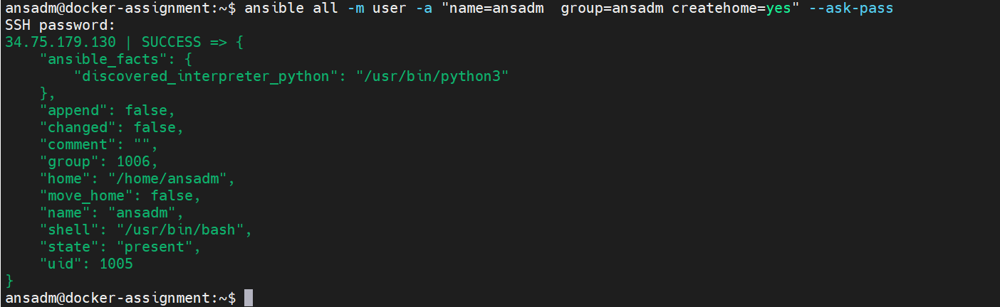 ansadm@docker-assignment:~$ ansible all -m user -a "name=ansadm  group=ansadm createhome=yes" --ask-pass
SSH password:
34.75.179.130 | SUCCESS => {
    "ansible_facts": {
        "discovered_interpreter_python": "/usr/bin/python3"
    },
    "append": false,
    "changed": false,
    "comment": "",
    "group": 1006,
    "home": "/home/ansadm",
    "move_home": false,
    "name": "ansadm",
    "shell": "/usr/bin/bash",
    "state": "present",
    "uid": 1005
}
ansadm@docker-assignment:~$